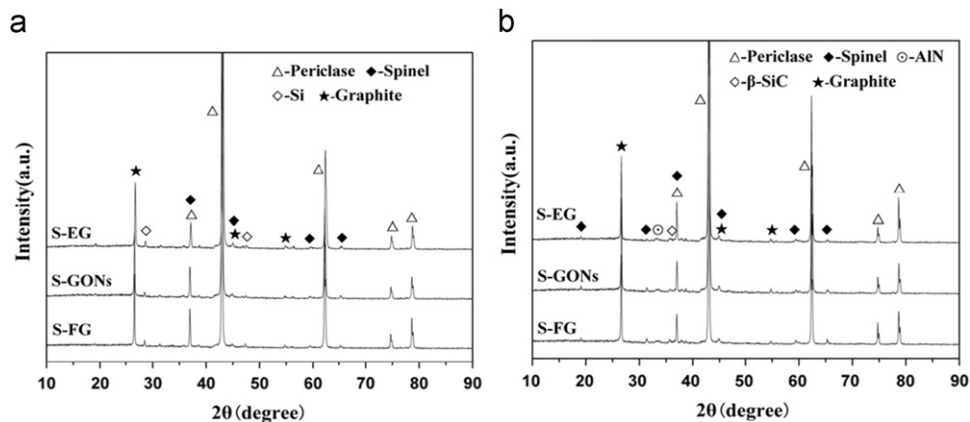 a
△-Periclase ◆-Spinel
◇-Si ★-Graphite
Intensity(a.u.)
S-EG
S-GONs
S-FG
10 20 30 40 50 60 70 80 90
2θ(degree)
b
△-Periclase ◆-Spinel ⊙-AlN
◇-β-SiC ★-Graphite
Intensity(a.u.)
S-EG
S-GONs
S-FG
10 20 30 40 50 60 70 80 90
2θ(degree)